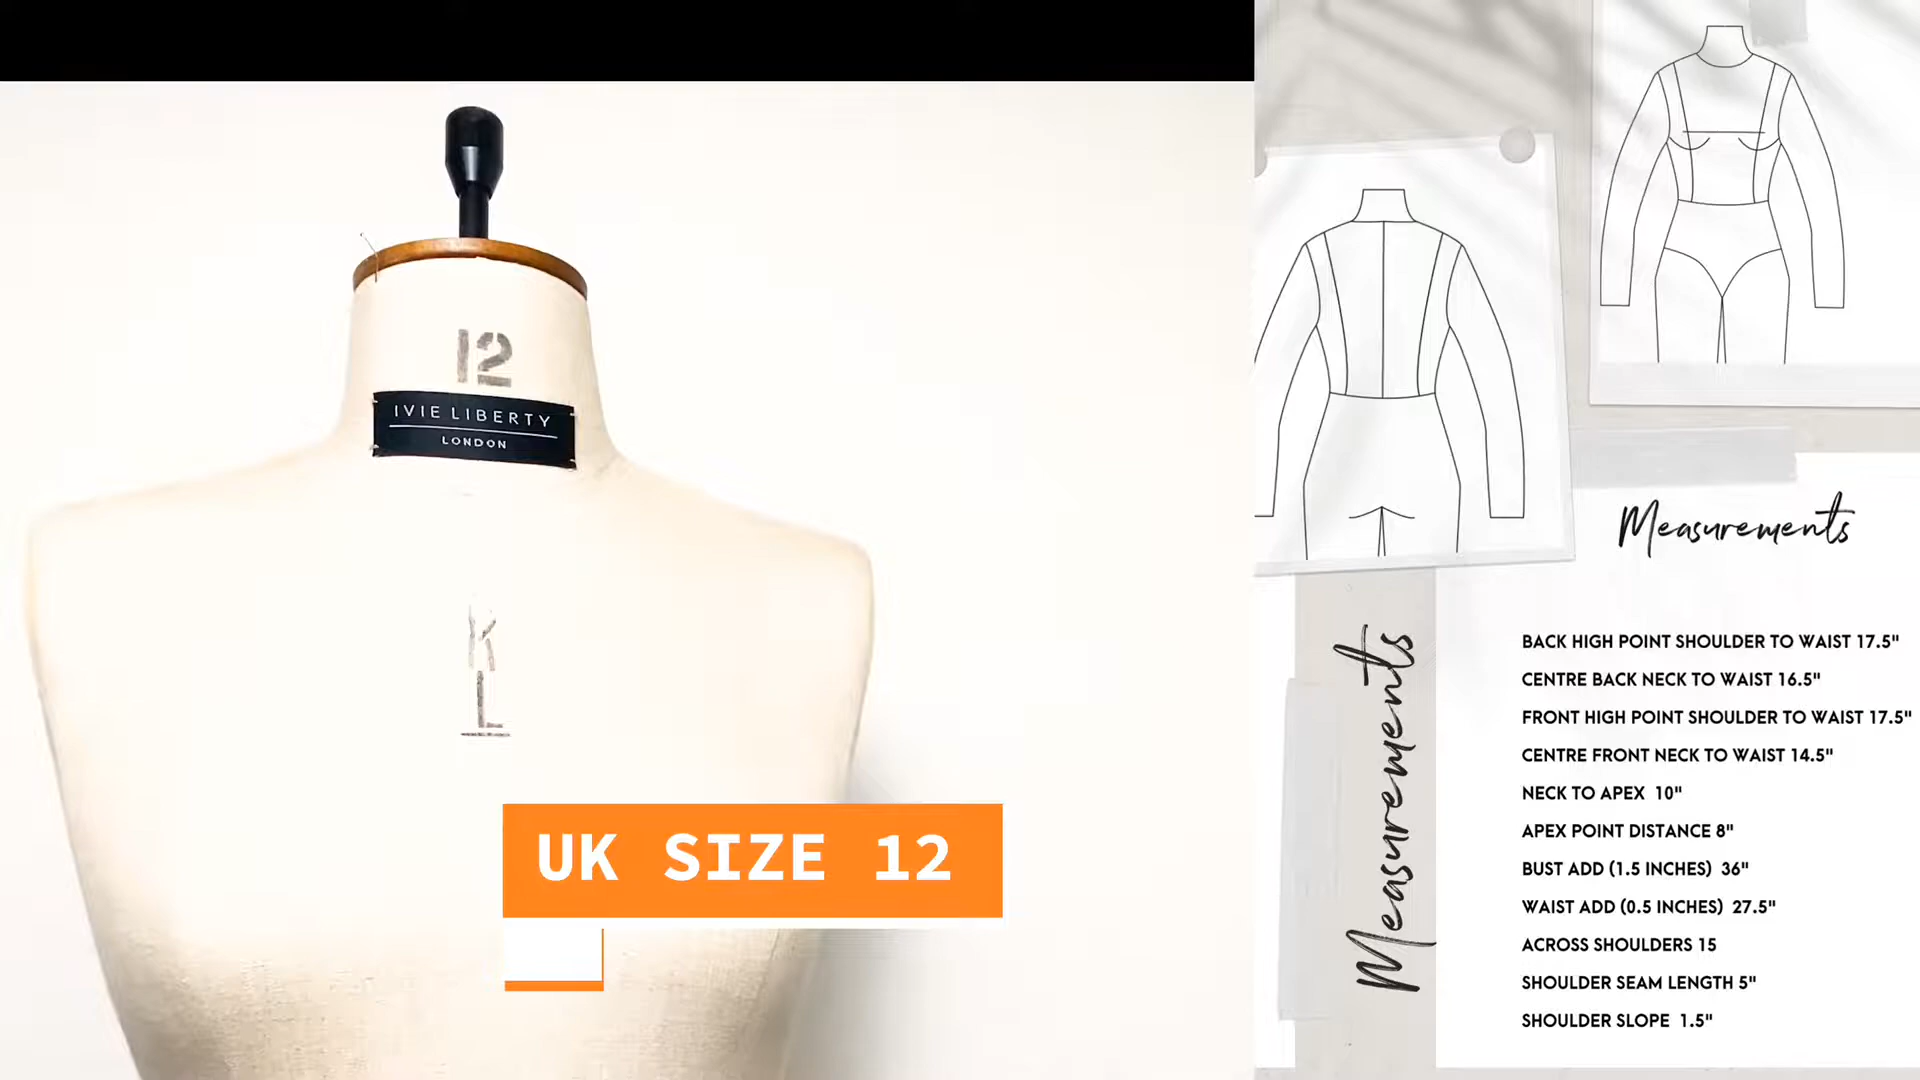 12
IVIE LIBERTY
LONDON
K
L
UK SIZE 12
Measurements
Measurements
BACK HIGH POINT SHOULDER TO WAIST 17.5"
CENTRE BACK NECK TO WAIST 16.5"
FRONT HIGH POINT SHOULDER TO WAIST 17.5"
CENTRE FRONT NECK TO WAIST 14.5"
NECK TO APEX 10"
APEX POINT DISTANCE 8"
BUST ADD (1.5 INCHES) 36"
WAIST ADD (0.5 INCHES) 27.5"
ACROSS SHOULDERS 15
SHOULDER SEAM LENGTH 5"
SHOULDER SLOPE 1.5"